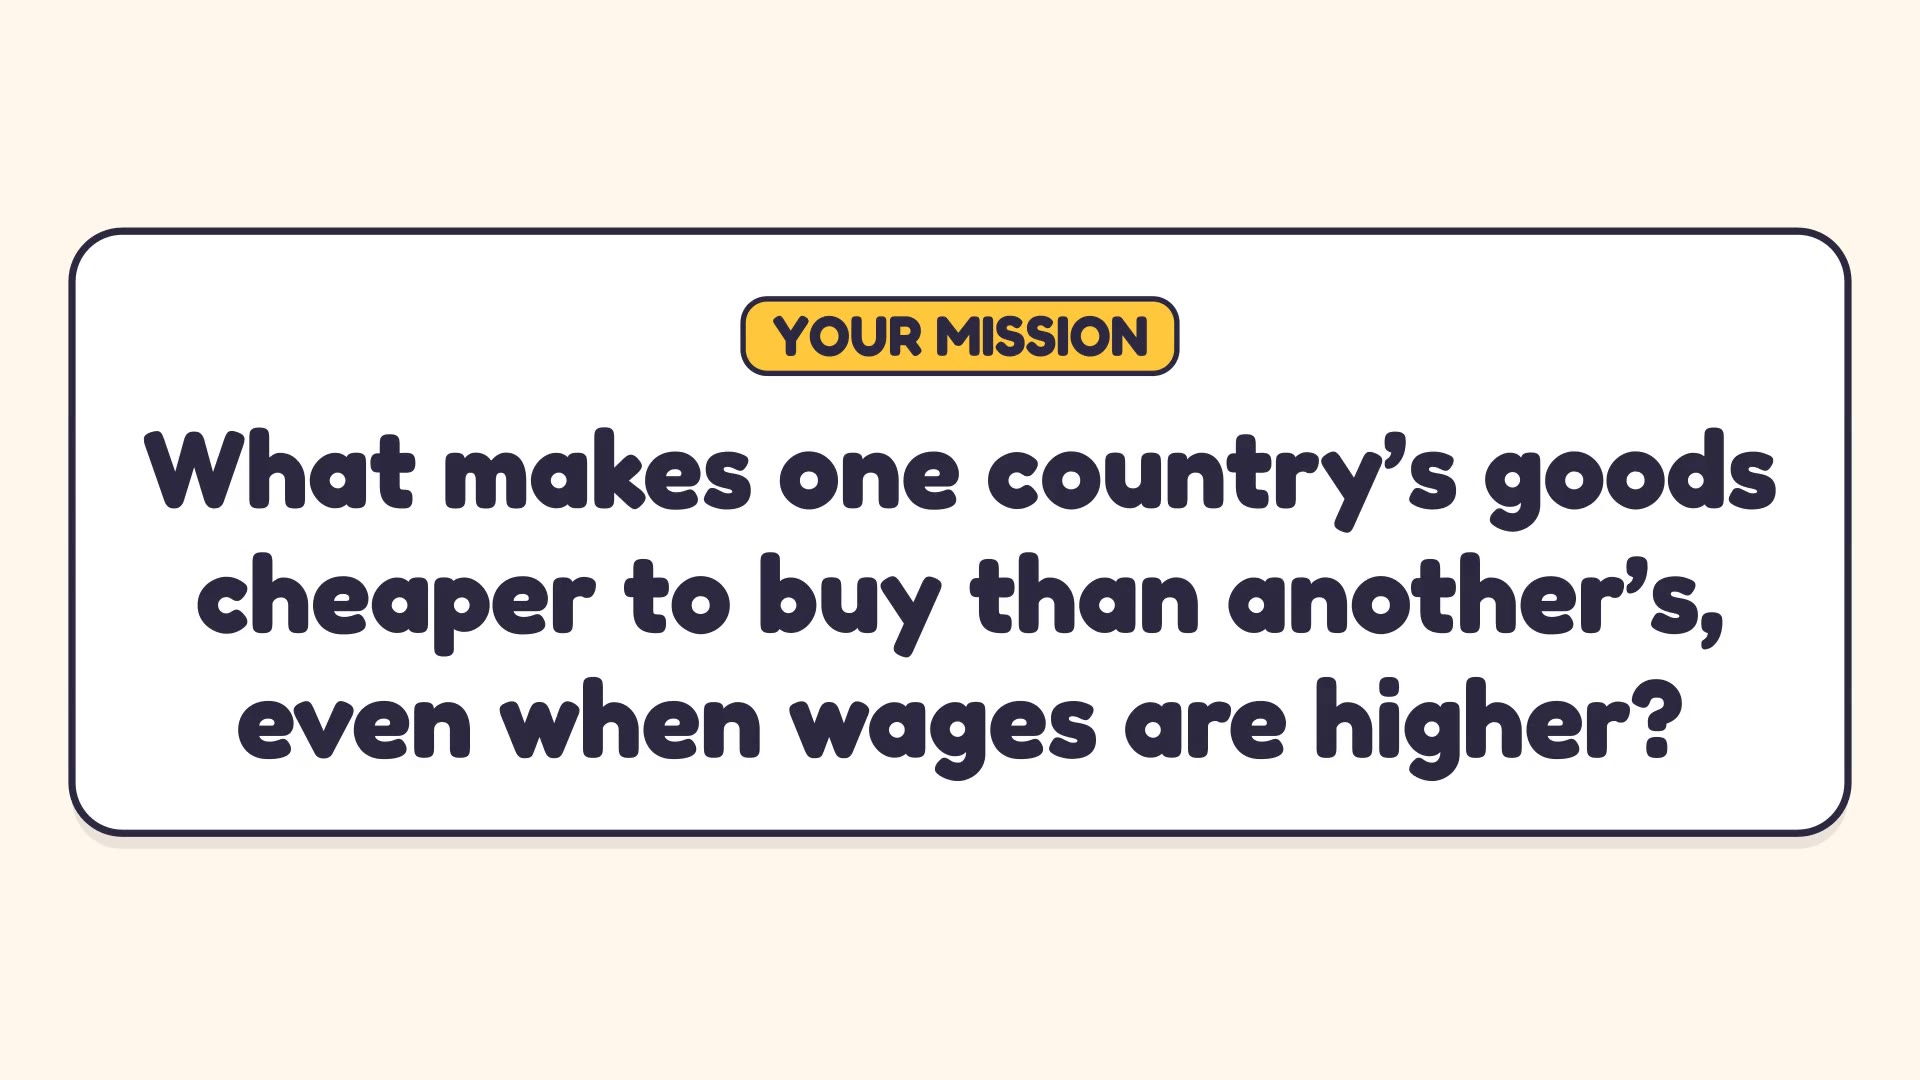 YOUR MISSION
What makes one country’s goods
cheaper to buy than another’s,
even when wages are higher?